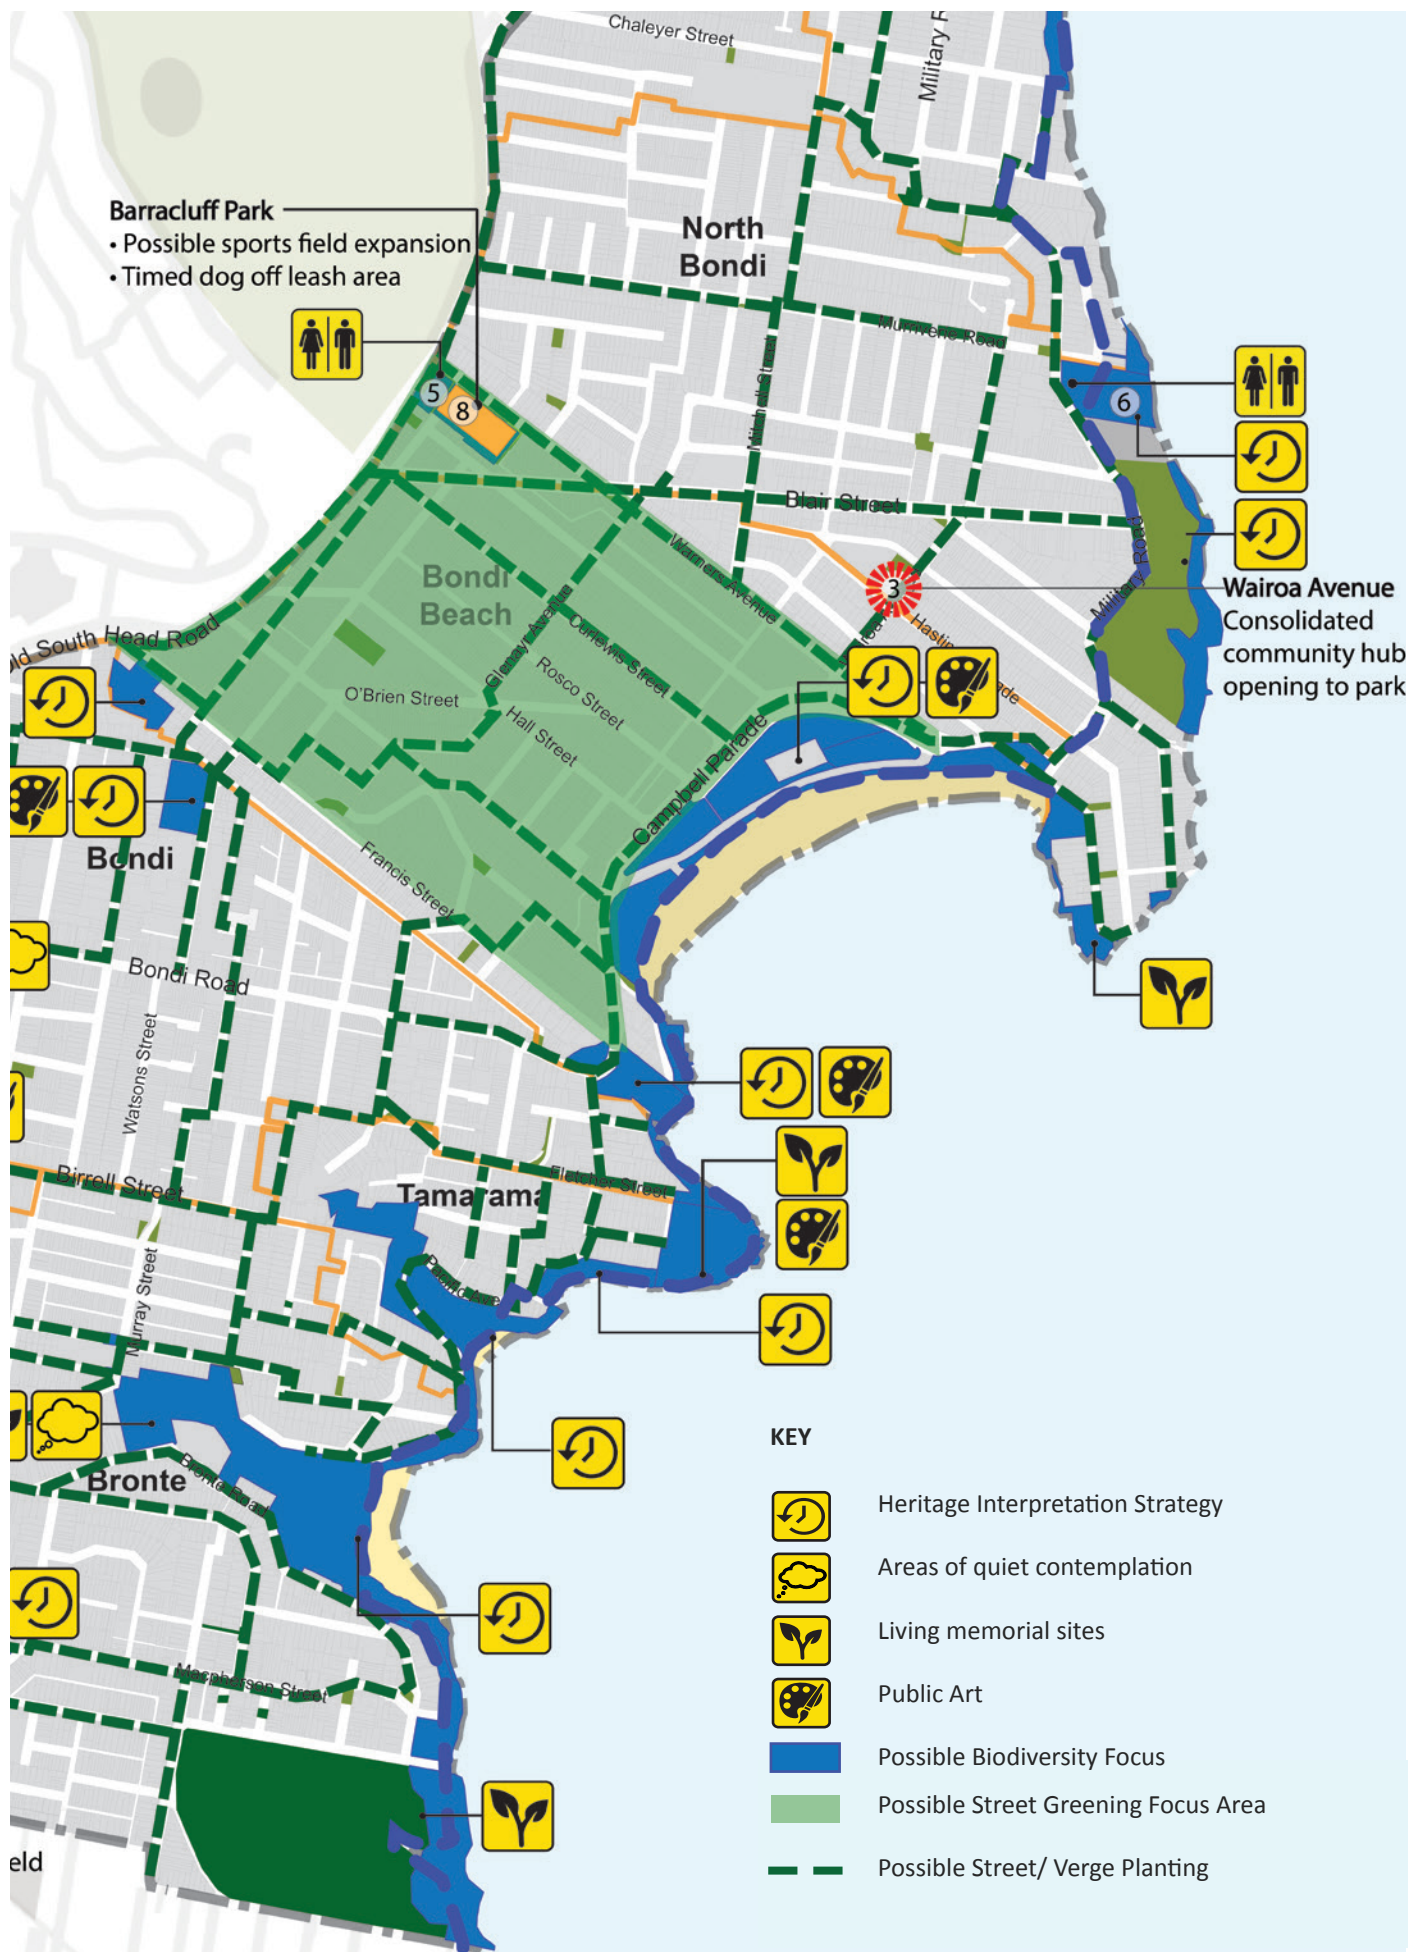 Chaleyer Street
Barracluff Park
• Possible sports field expansion
• Timed dog off leash area
North
Bondi
Murriverie Road
5
8
6
Mitchell Street
Blair Street
Warners Avenue
Bondi
Beach
Military Road
3
Wairoa Avenue
Consolidated
community hub
opening to park
Old South Head Road
Glenayr Avenue
Curlewis Street
Rosco Street
O'Brien Street
Hall Street
Campbell Parade
Bondi
Francis Street
Bondi Road
Watsons Street
Birrell Street
Fletcher Street
Tamarama
Murray Street
Bronte
Bronte Road
Macpherson Street
eld
KEY
Heritage Interpretation Strategy
Areas of quiet contemplation
Living memorial sites
Public Art
Possible Biodiversity Focus
Possible Street Greening Focus Area
Possible Street/ Verge Planting